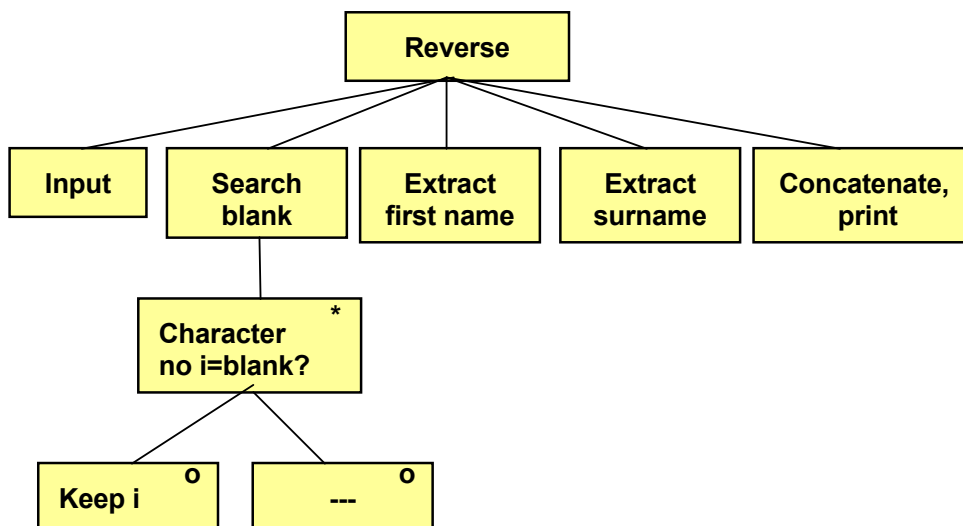 Reverse
Input
Search
blank
Extract
first name
Extract
surname
Concatenate,
print
*
Character
no i=blank?
o
Keep i
o
---